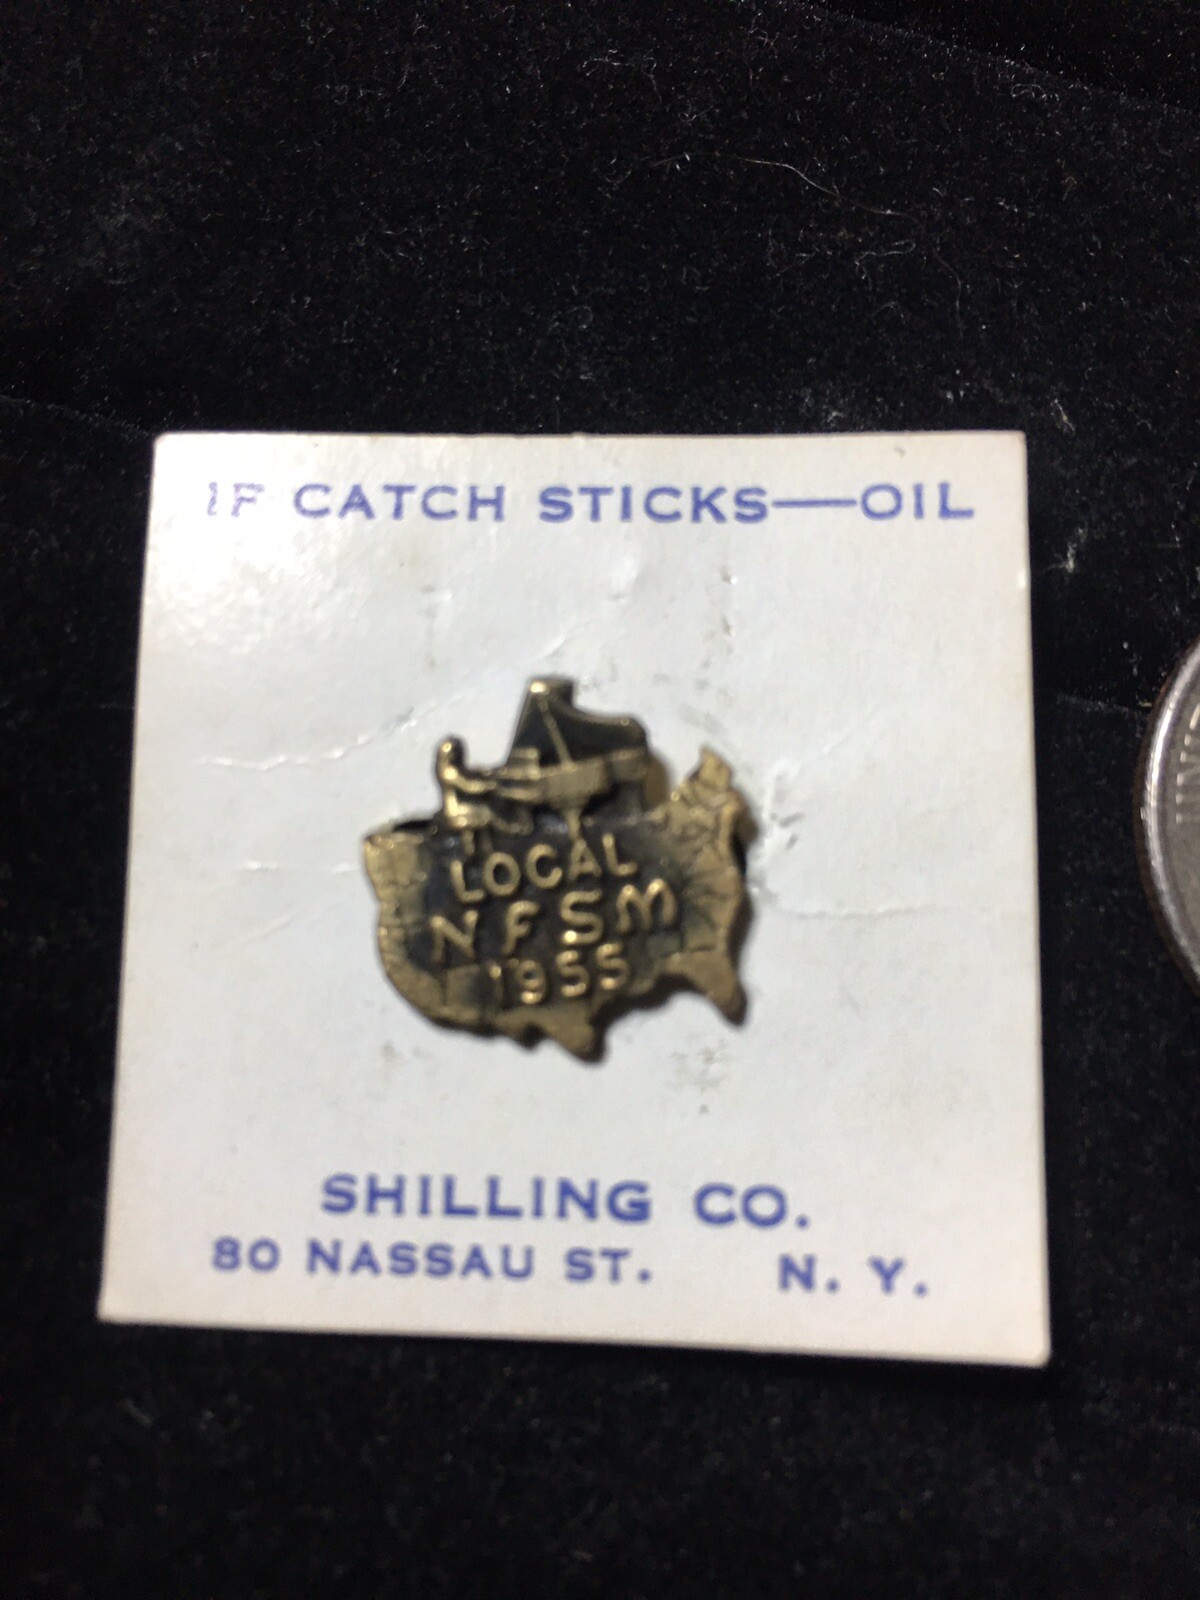 IF CATCH STICKS—OIL
LOCAL
NFSM
1955
SHILLING CO.
80 NASSAU ST. N. Y.